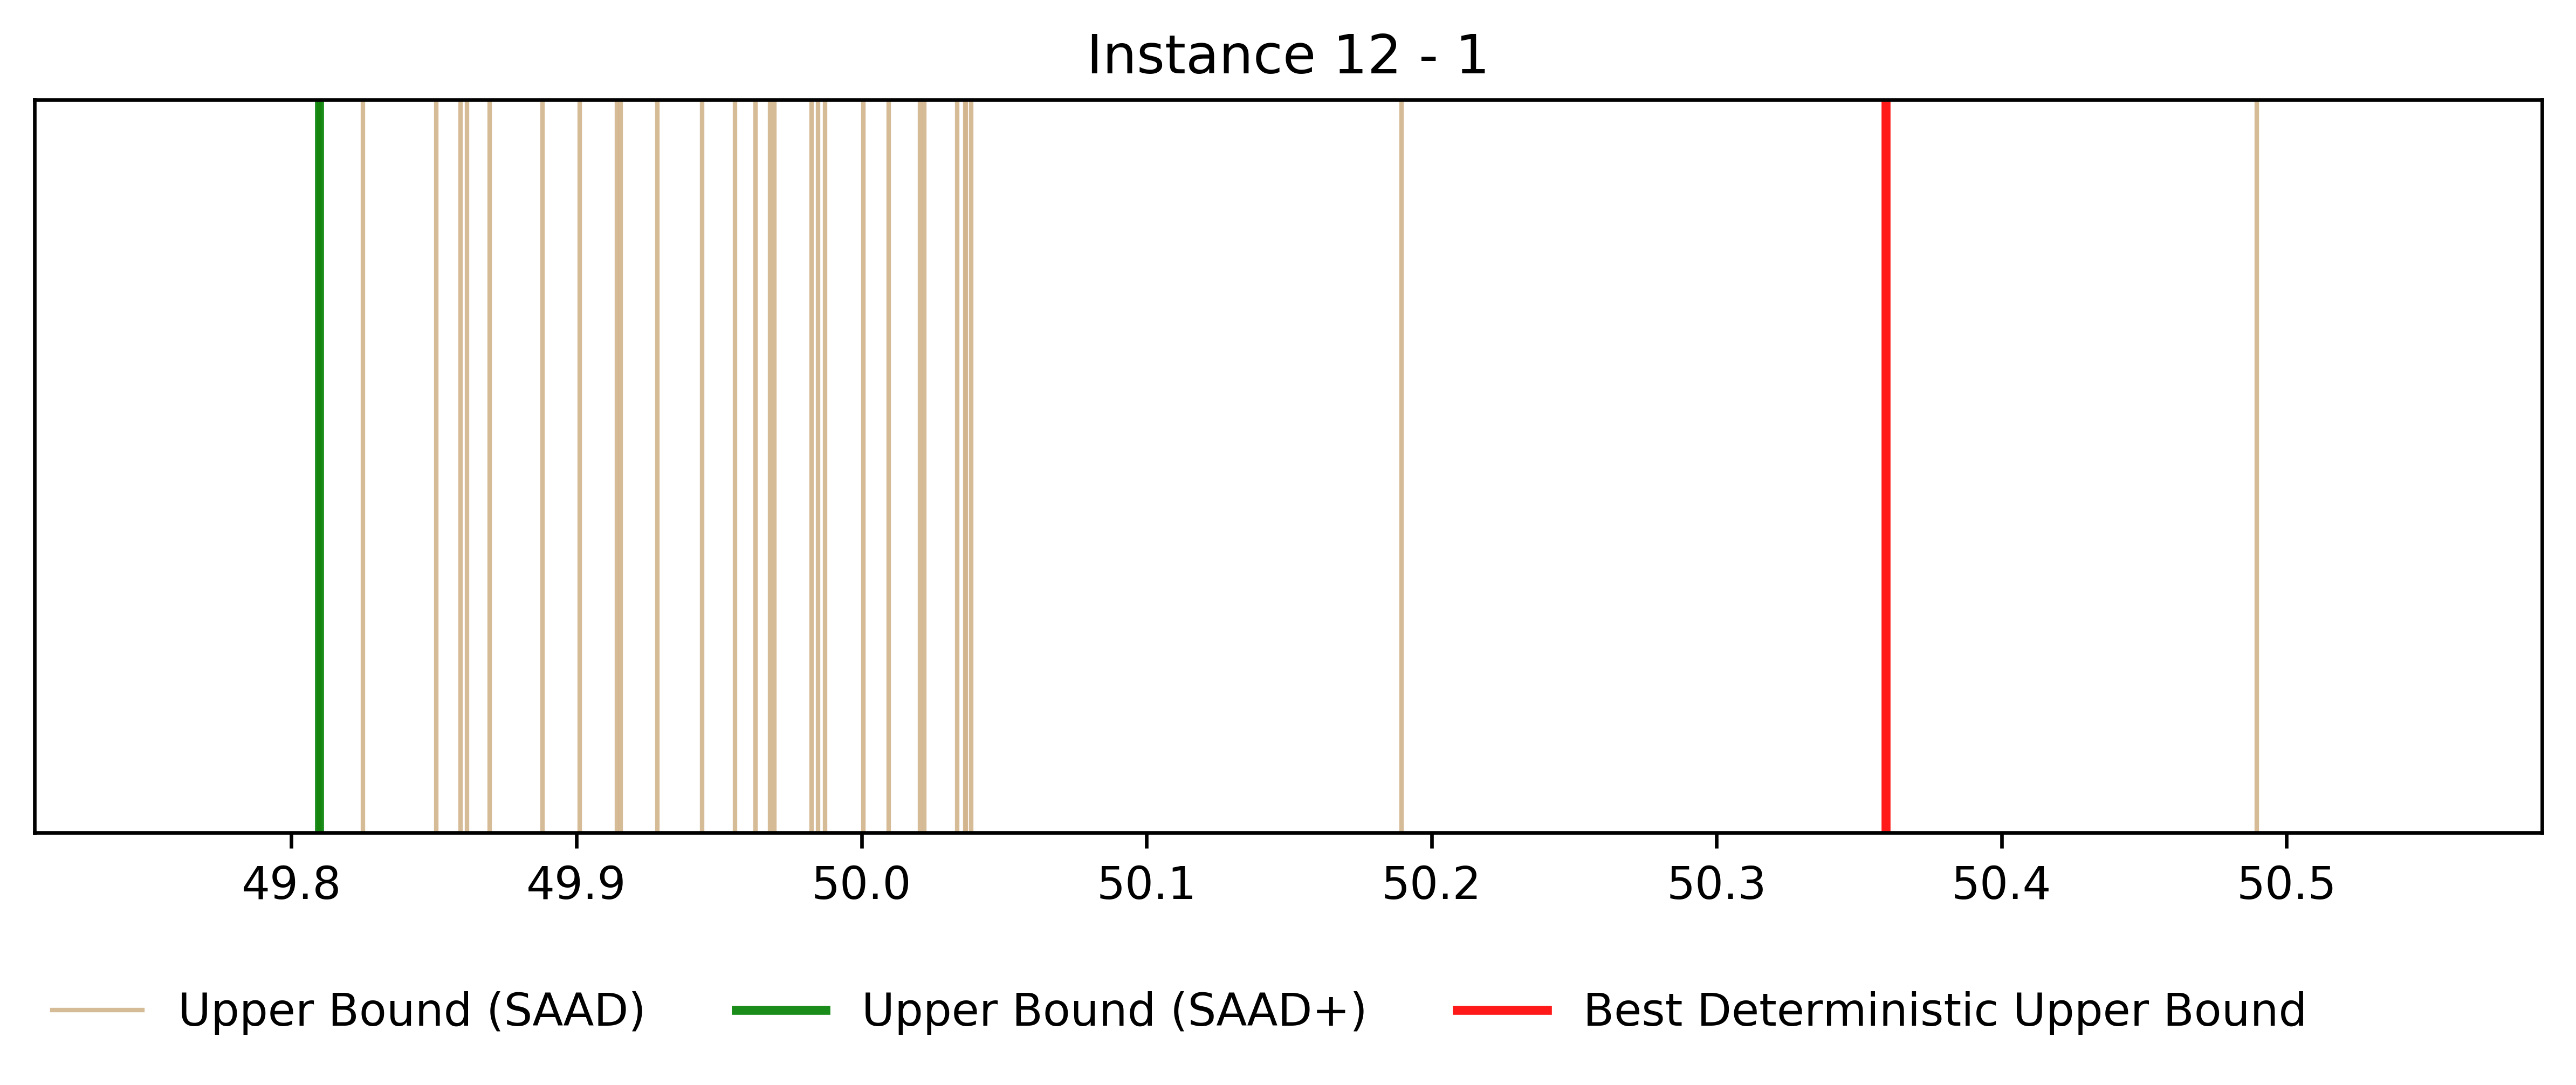 Instance 12 - 1
49.8 49.9 50.0 50.1 50.2 50.3 50.4 50.5
Upper Bound (SAAD) Upper Bound (SAAD+) Best Deterministic Upper Bound